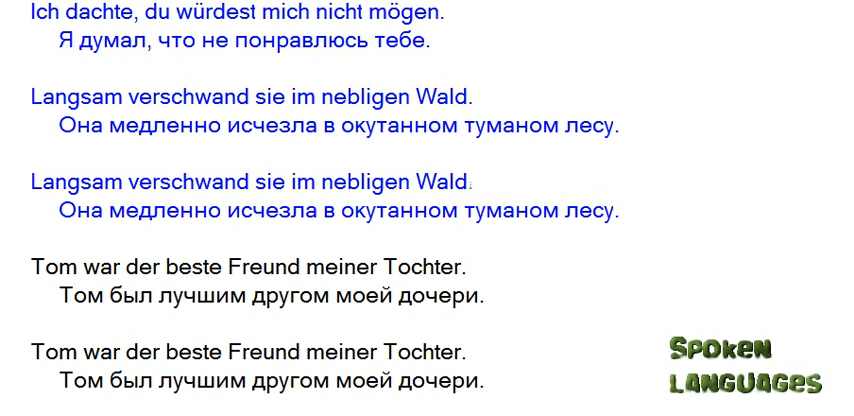 Ich dachte, du würdest mich nicht mögen.
Я думал, что не понравлюсь тебе.
Langsam verschwand sie im nebligen Wald.
Она медленно исчезла в окутанном туманом лесу.
Langsam verschwand sie im nebligen Wald.
Она медленно исчезла в окутанном туманом лесу.
Tom war der beste Freund meiner Tochter.
Том был лучшим другом моей дочери.
Tom war der beste Freund meiner Tochter.
Том был лучшим другом моей дочери.
Spoken
Languages